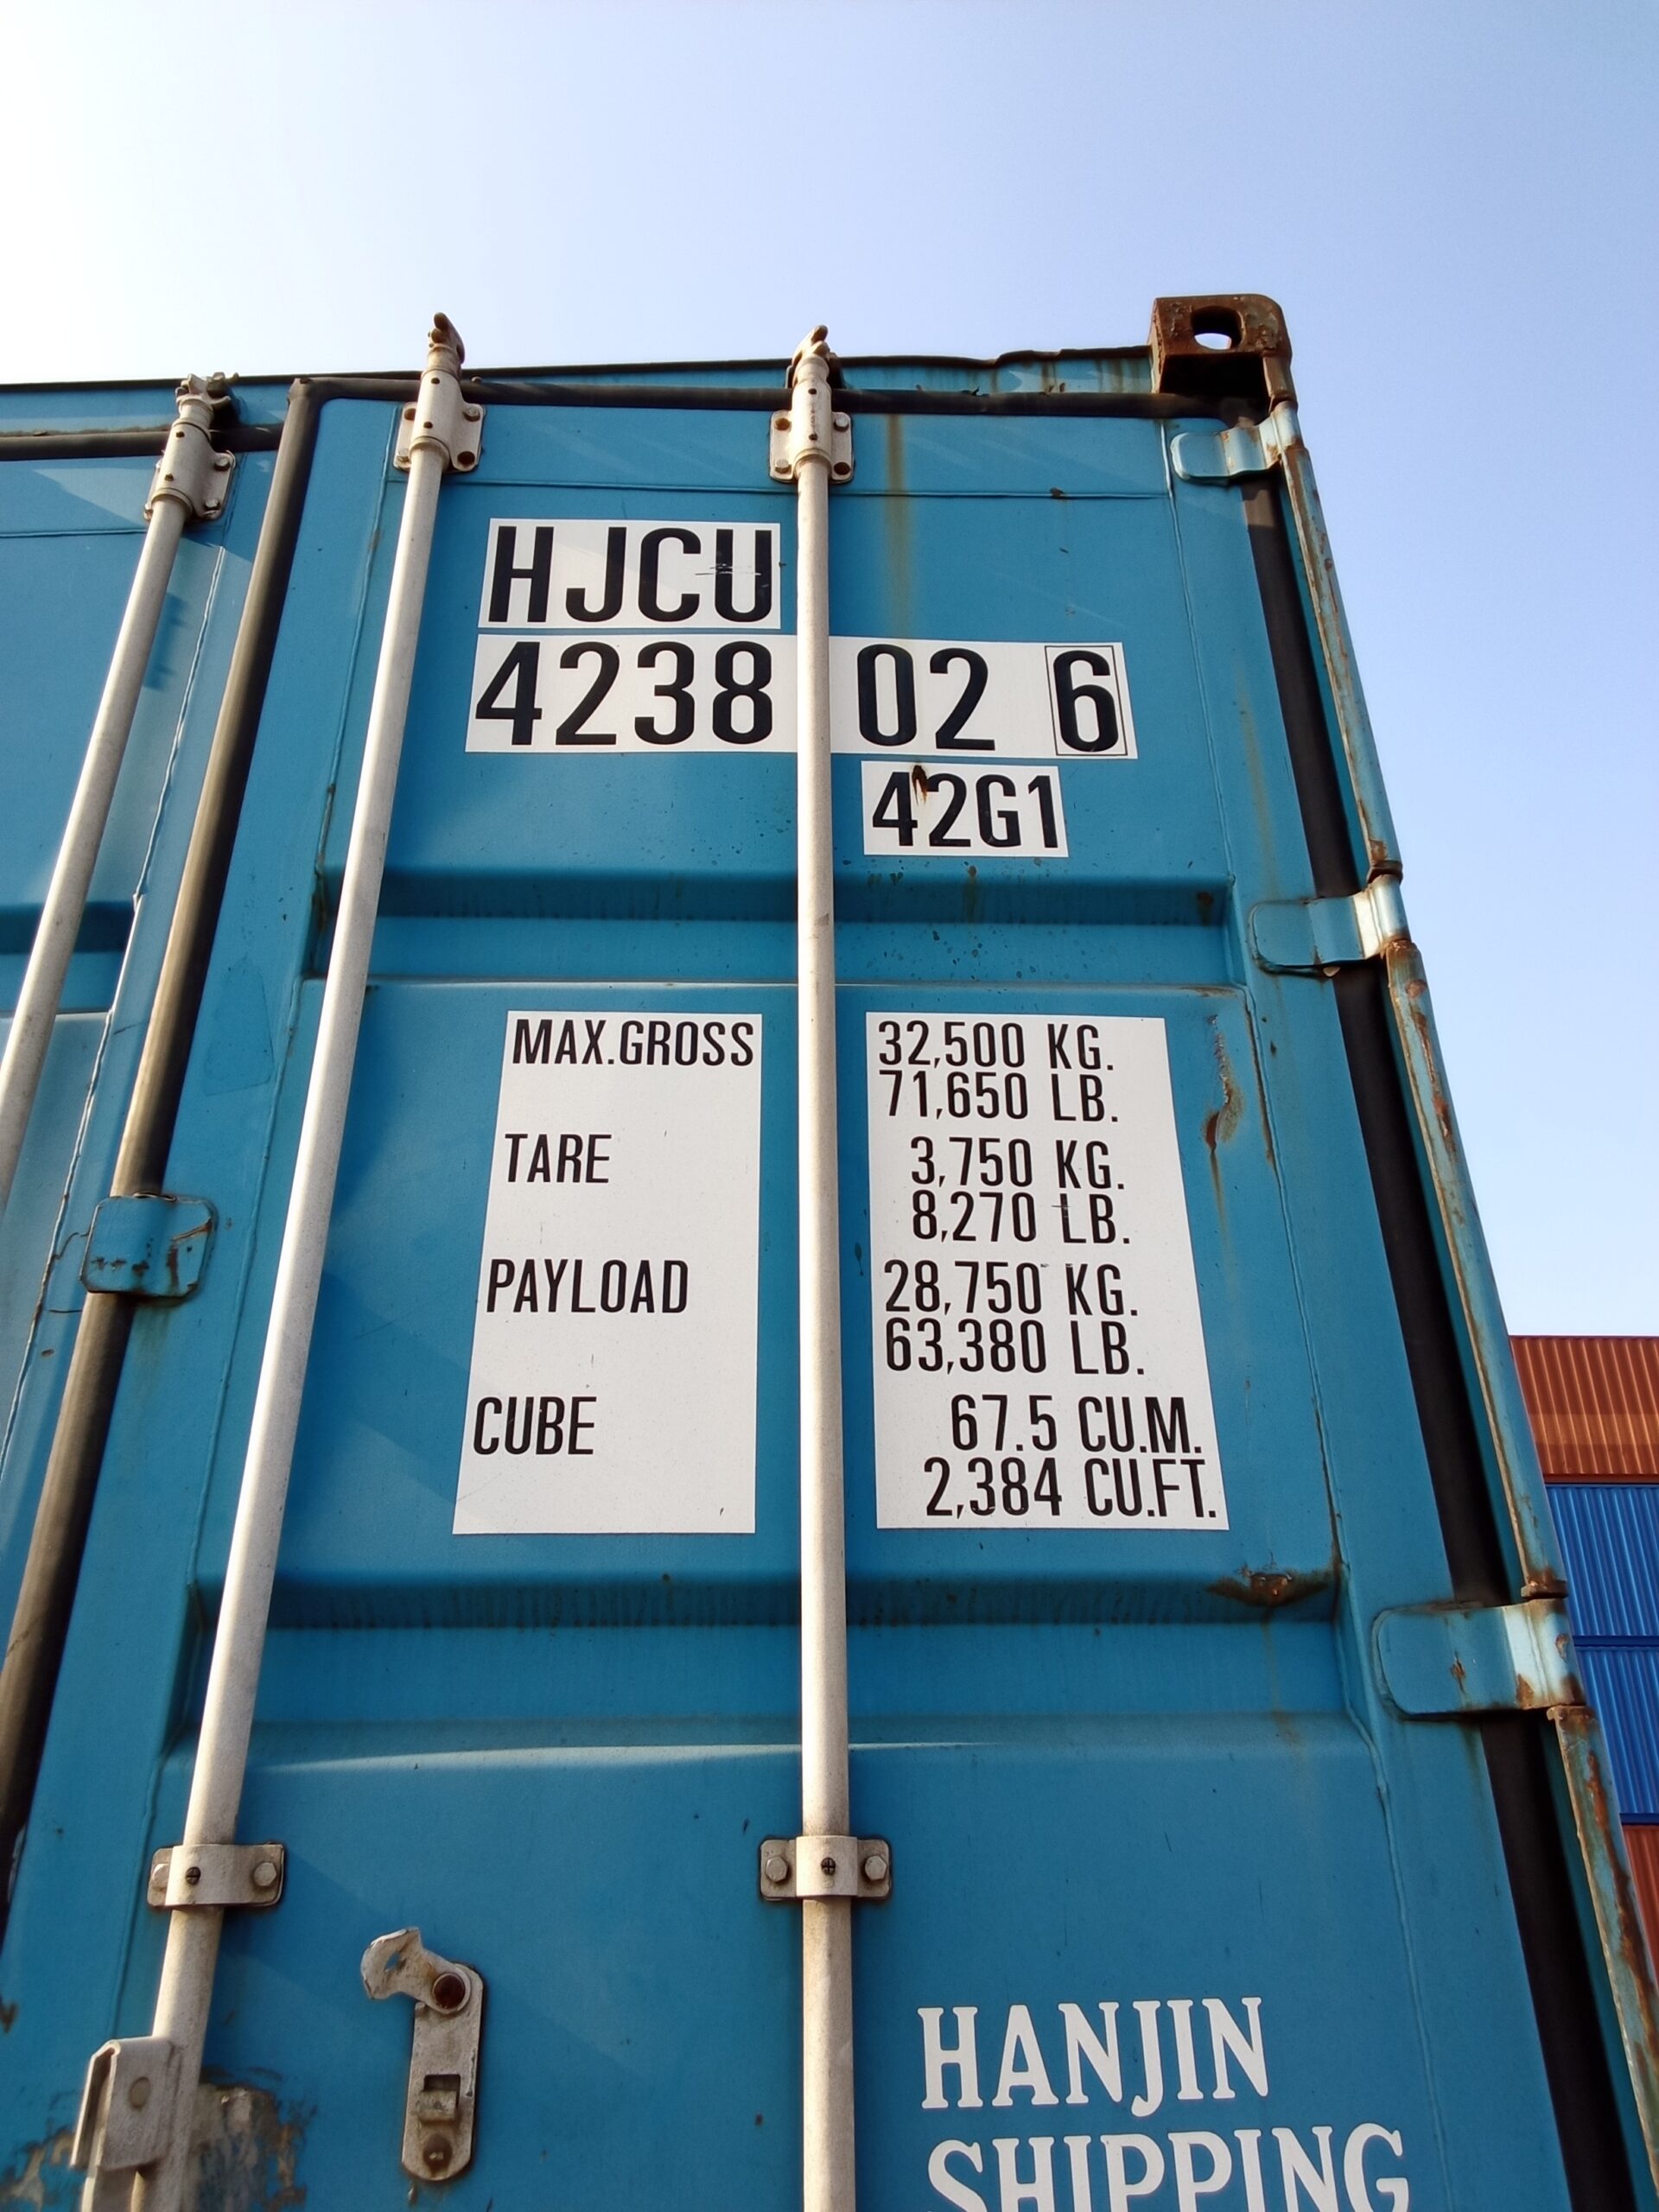 HJCU
4238 02 6
42G1
MAX.GROSS 32,500 KG.
71,650 LB.
TARE 3,750 KG.
8,270 LB.
PAYLOAD 28,750 KG.
63,380 LB.
CUBE 67.5 CU.M.
2,384 CU.FT.
HANJIN
SHIPPING